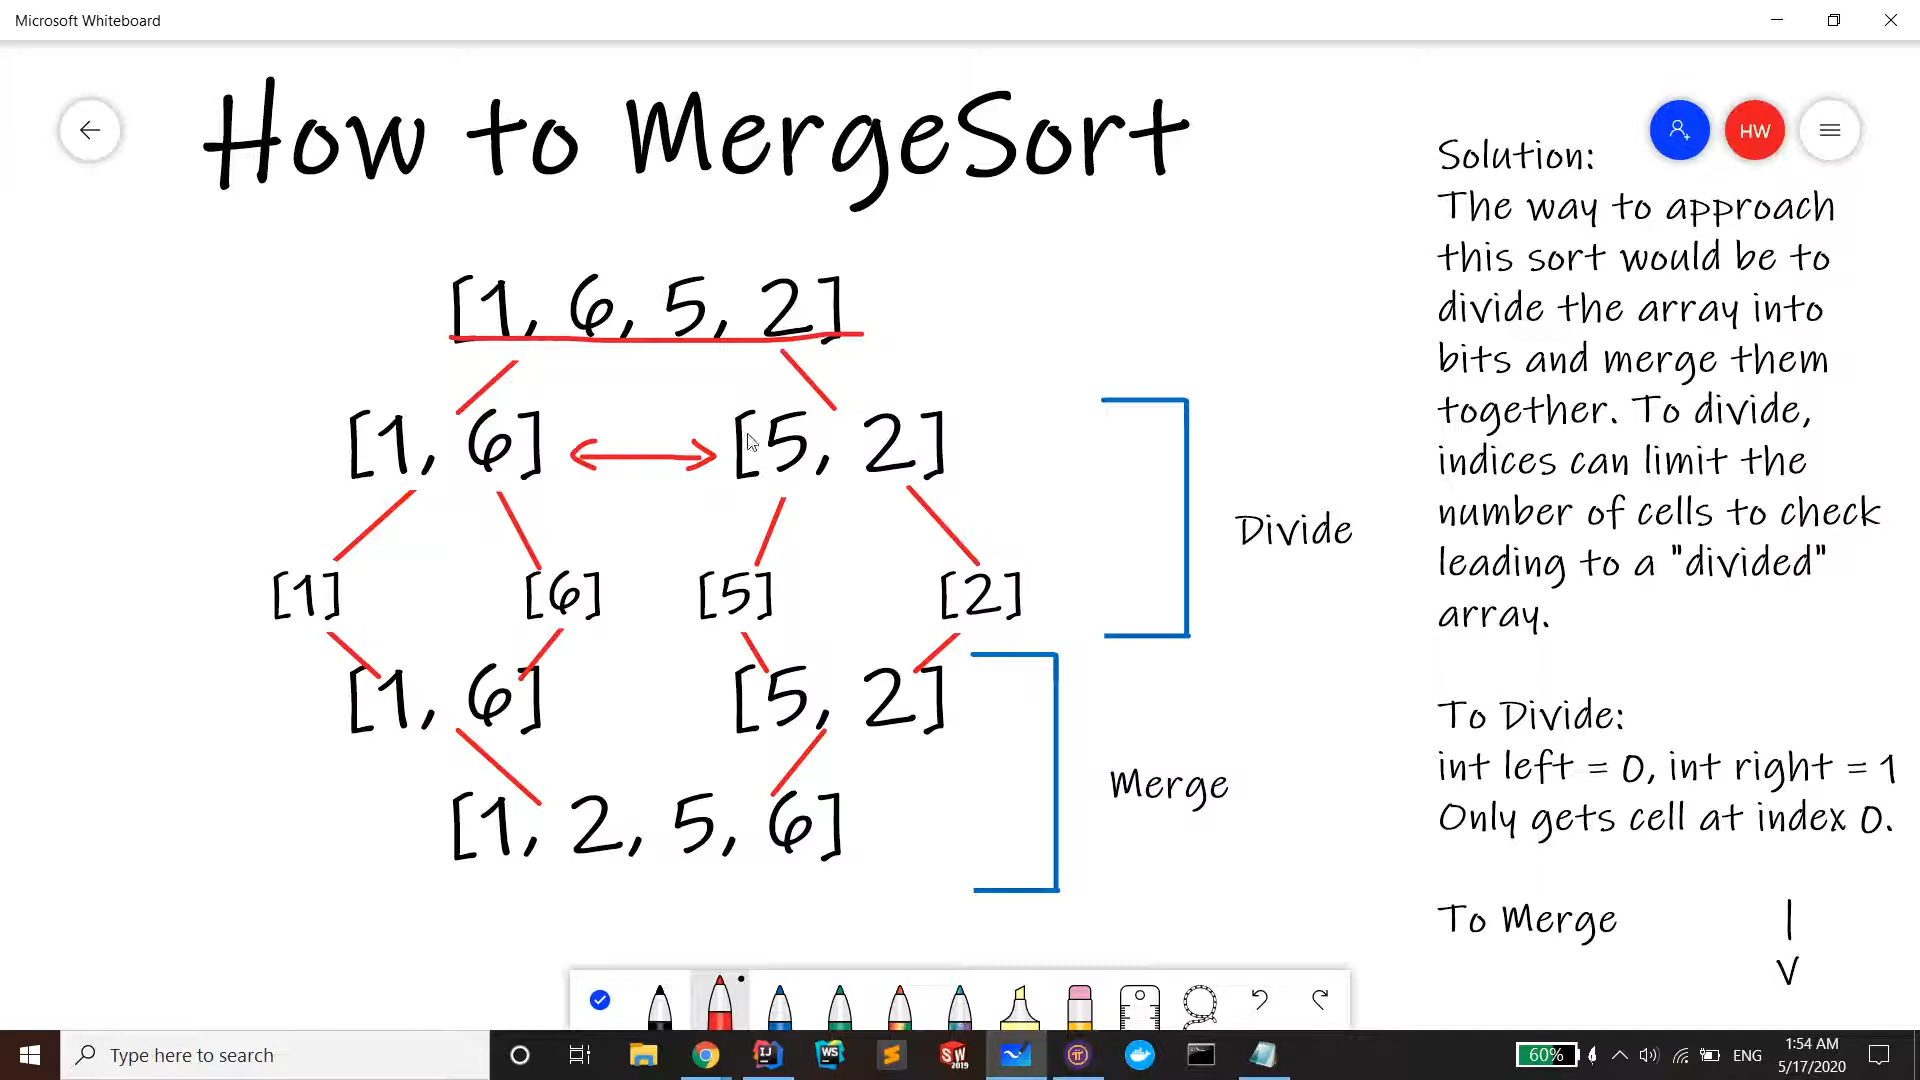 Microsoft Whiteboard
How to MergeSort
HW
[1, 6, 5, 2]
[1, 6] [5, 2]
Divide
[1] [6] [5] [2]
[1, 6] [5, 2]
Merge
[1, 2, 5, 6]
Solution:
The way to approach
this sort would be to
divide the array into
bits and merge them
together. To divide,
indices can limit the
number of cells to check
leading to a "divided"
array.
To Divide:
int left = 0, int right = 1
Only gets cell at index 0.
To Merge |
V
Type here to search
IJ
WS
SW
2019
60%
ENG
1:54 AM
5/17/2020